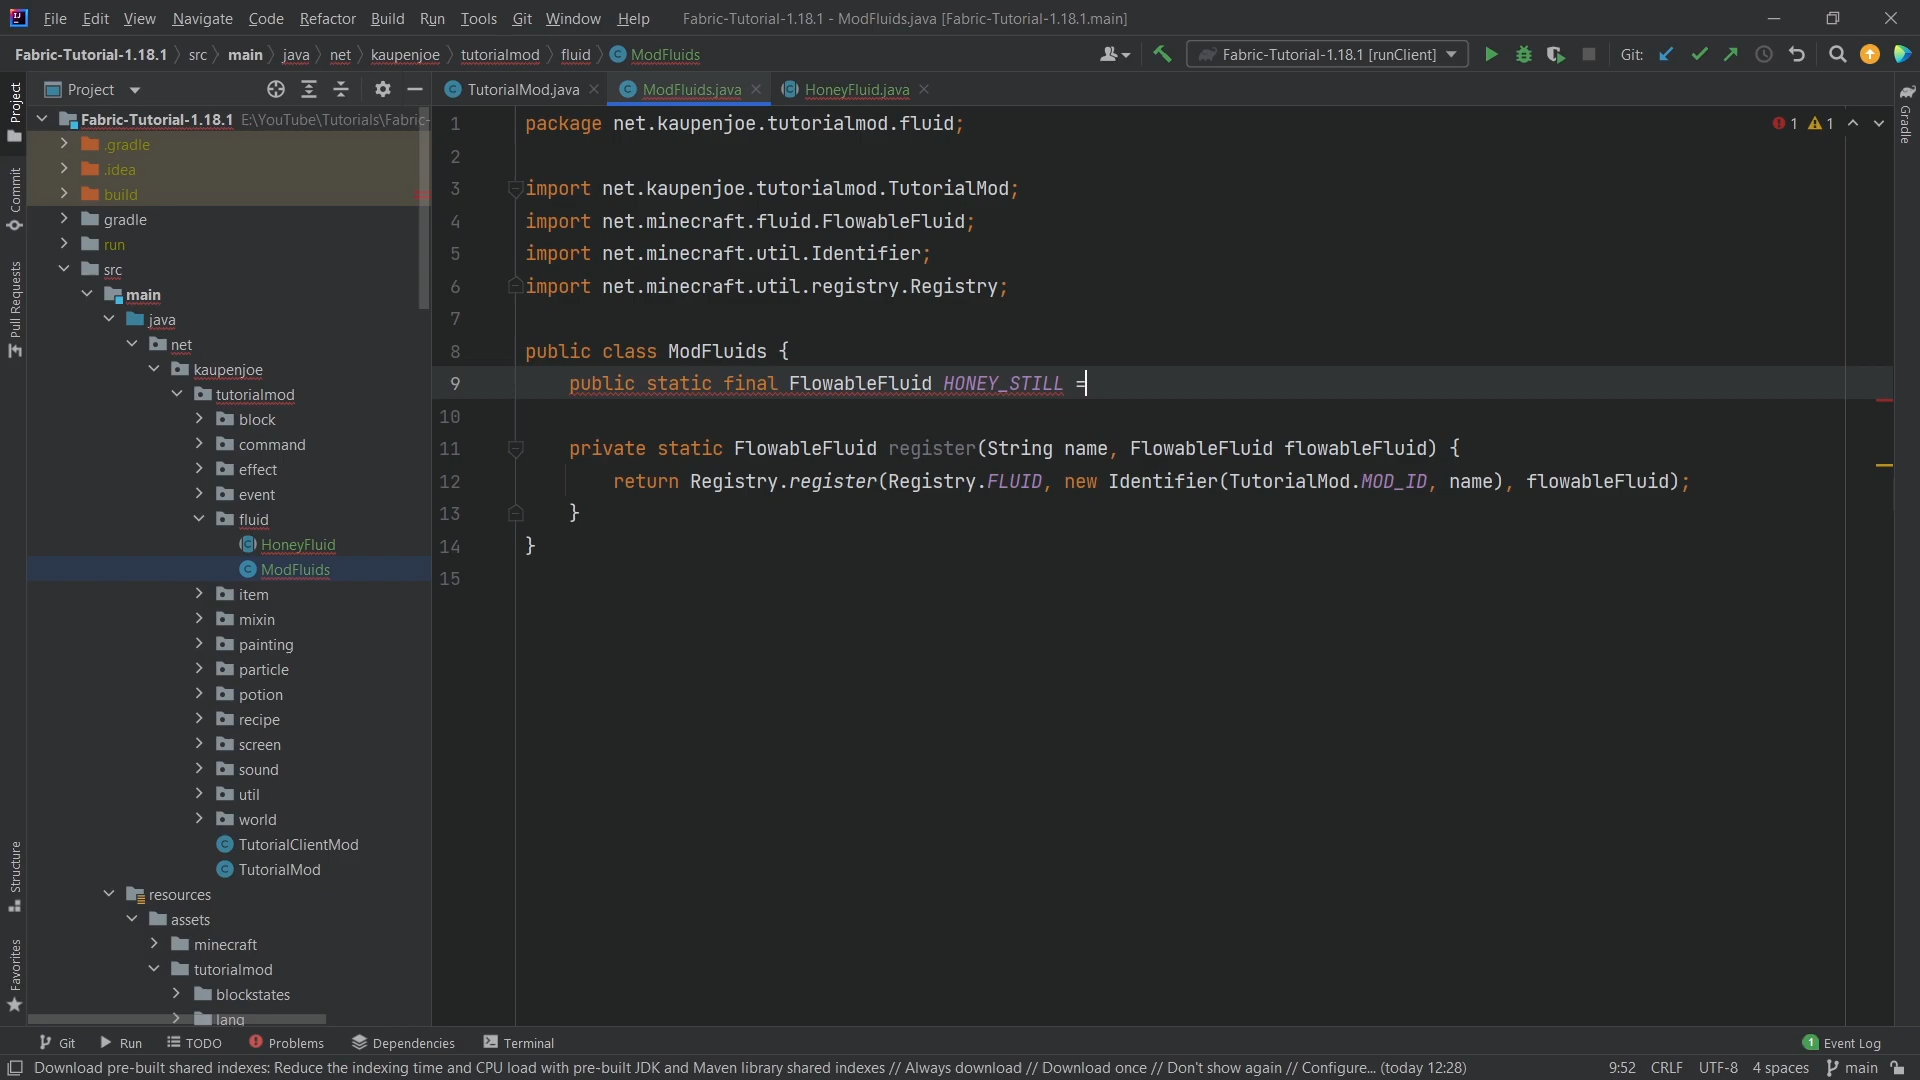 File Edit View Navigate Code Refactor Build Run Tools Git Window Help Fabric-Tutorial-1.18.1 - ModFluids.java [Fabric-Tutorial-1.18.1.main]
Fabric-Tutorial-1.18.1 src main java net kaupenjoe tutorialmod fluid ModFluids Fabric-Tutorial-1.18.1 [runClient] Git:
Project
TutorialMod.java ModFluids.java HoneyFluid.java
Project
Commit
Pull Requests
Structure
Favorites
Gradle
Fabric-Tutorial-1.18.1 E:\YouTube\Tutorials\Fabric-
.gradle
.idea
build
gradle
run
src
main
java
net
kaupenjoe
tutorialmod
block
command
effect
event
fluid
HoneyFluid
ModFluids
item
mixin
painting
particle
potion
recipe
screen
sound
util
world
TutorialClientMod
TutorialMod
resources
assets
minecraft
tutorialmod
blockstates
lang
1 package net.kaupenjoe.tutorialmod.fluid;
1 1
2
3 import net.kaupenjoe.tutorialmod.TutorialMod;
4 import net.minecraft.fluid.FlowableFluid;
5 import net.minecraft.util.Identifier;
6 import net.minecraft.util.registry.Registry;
7
8 public class ModFluids {
9 public static final FlowableFluid HONEY_STILL =
10
11 private static FlowableFluid register(String name, FlowableFluid flowableFluid) {
12 return Registry.register(Registry.FLUID, new Identifier(TutorialMod.MOD_ID, name), flowableFluid);
13 }
14 }
15
Git Run TODO Problems Dependencies Terminal 1 Event Log
Download pre-built shared indexes: Reduce the indexing time and CPU load with pre-built JDK and Maven library shared indexes // Always download // Download once // Don't show again // Configure... (today 12:28) 9:52 CRLF UTF-8 4 spaces main